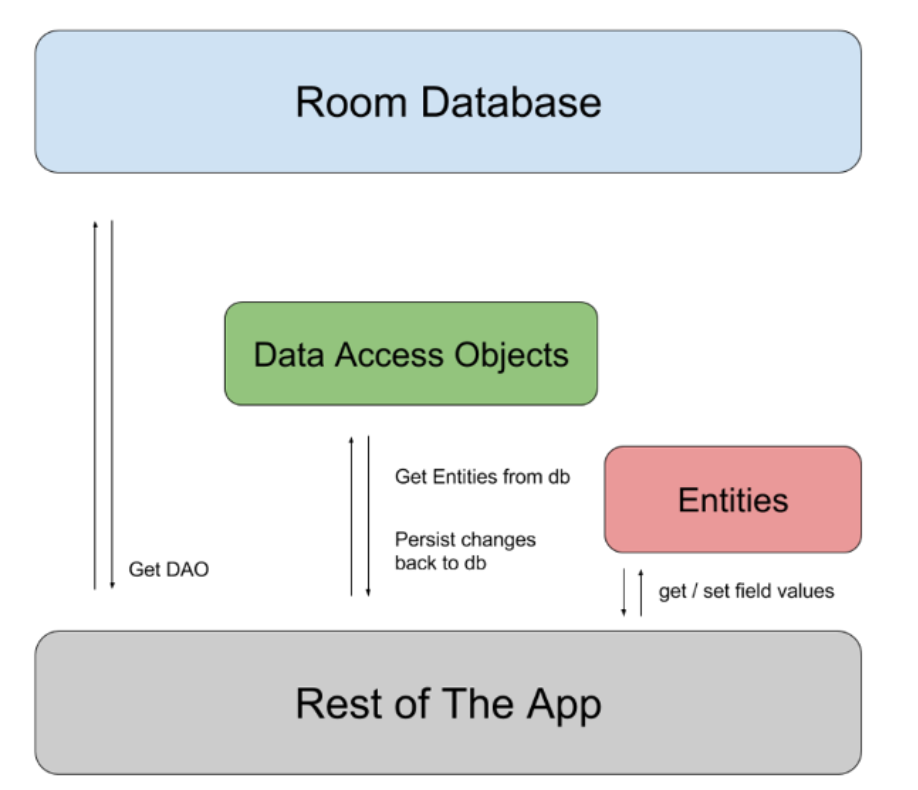 Room Database
Data Access Objects
Get Entities from db
Persist changes
back to db
Entities
Get DAO
get / set field values
Rest of The App